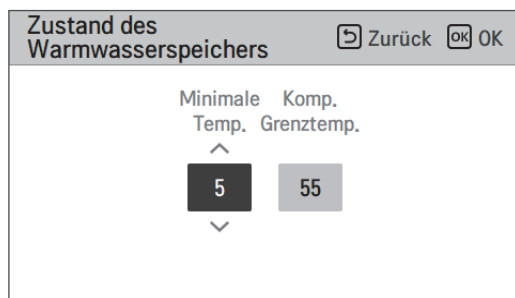 Zustand des
Warmwasserspeichers
Zurück OK OK
Minimale Komp.
Temp. Grenztemp.
5 55